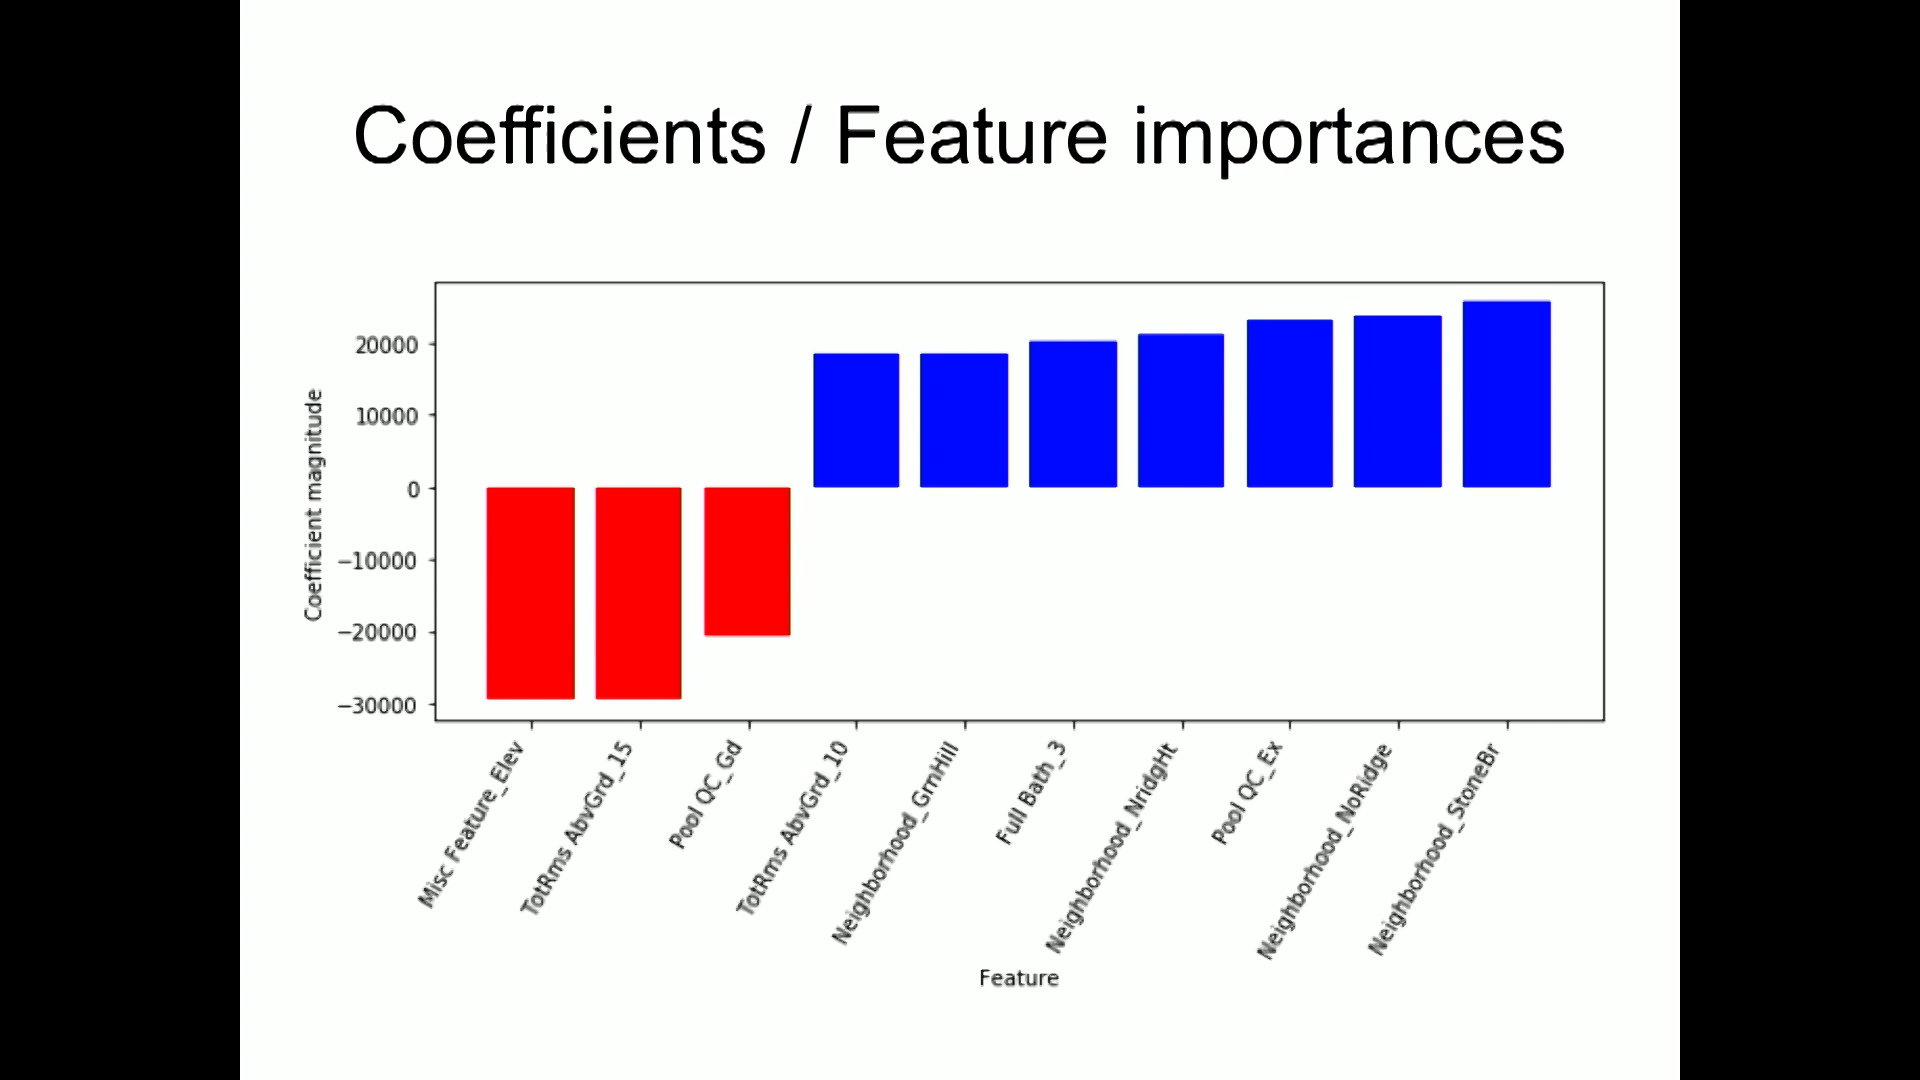 Coefficients / Feature importances
Coefficient magnitude
20000
10000
0
−10000
−20000
−30000
Misc Feature_Elev
TotRms AbvGrd_15
Pool QC_Gd
TotRms AbvGrd_10
Neighborhood_GrnHill
Full Bath_3
Neighborhood_NridgHt
Pool QC_Ex
Neighborhood_NoRidge
Neighborhood_StoneBr
Feature